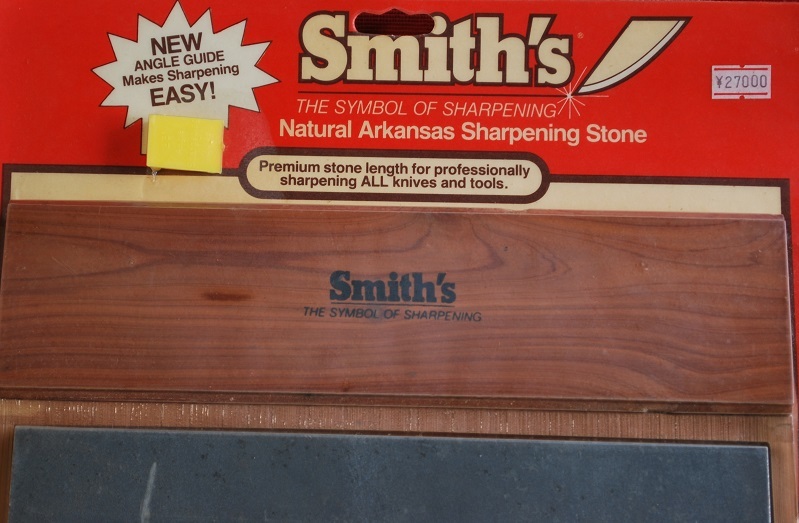 NEW
ANGLE GUIDE
Makes Sharpening
EASY!
Smith's
THE SYMBOL OF SHARPENING
Natural Arkansas Sharpening Stone
¥27000
Premium stone length for professionally
sharpening ALL knives and tools.
Smith's
THE SYMBOL OF SHARPENING